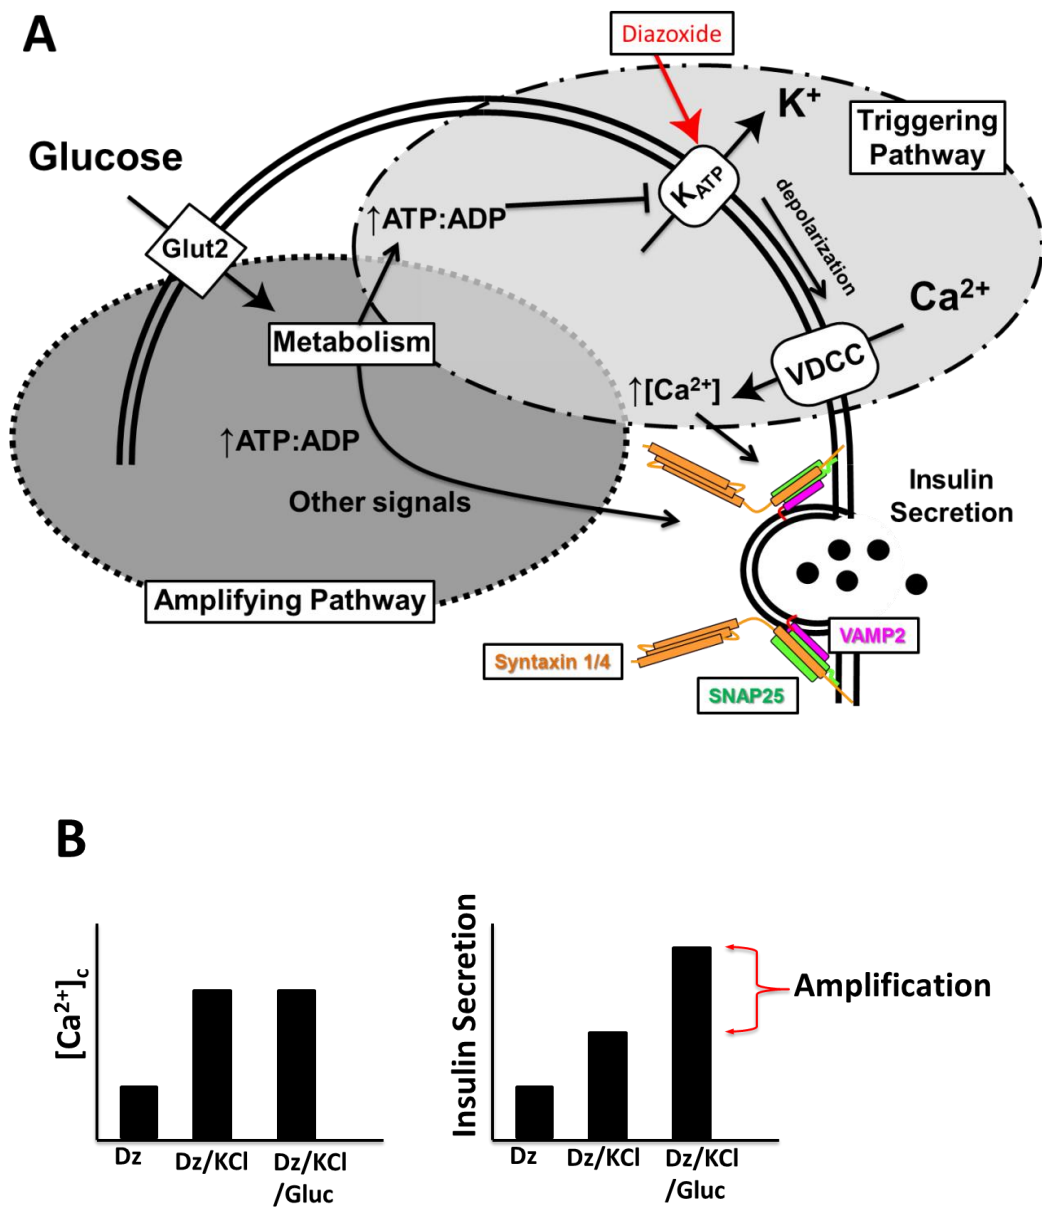 A
Diazoxide
K+
Triggering
Pathway
Glucose
KATP
↑ATP:ADP
depolarization
Glut2
Ca2+
Metabolism
VDCC
↑[Ca2+]
↑ATP:ADP
Other signals
Insulin
Secretion
Amplifying Pathway
VAMP2
Syntaxin 1/4
SNAP25
B
[Ca2+]c
Dz
Dz/KCl
Dz/KCl
/Gluc
Insulin Secretion
Amplification
Dz
Dz/KCl
Dz/KCl
/Gluc